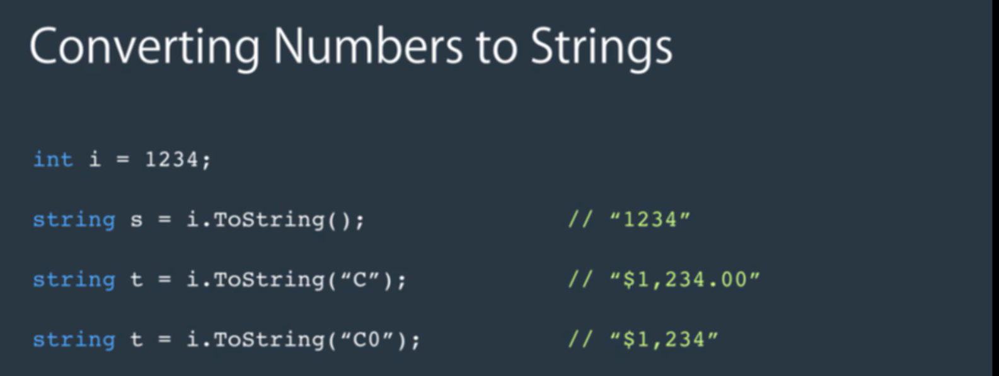 Converting Numbers to Strings
int i = 1234;
string s = i.ToString(); // “1234”
string t = i.ToString(“C”); // “$1,234.00”
string t = i.ToString(“C0”); // “$1,234”